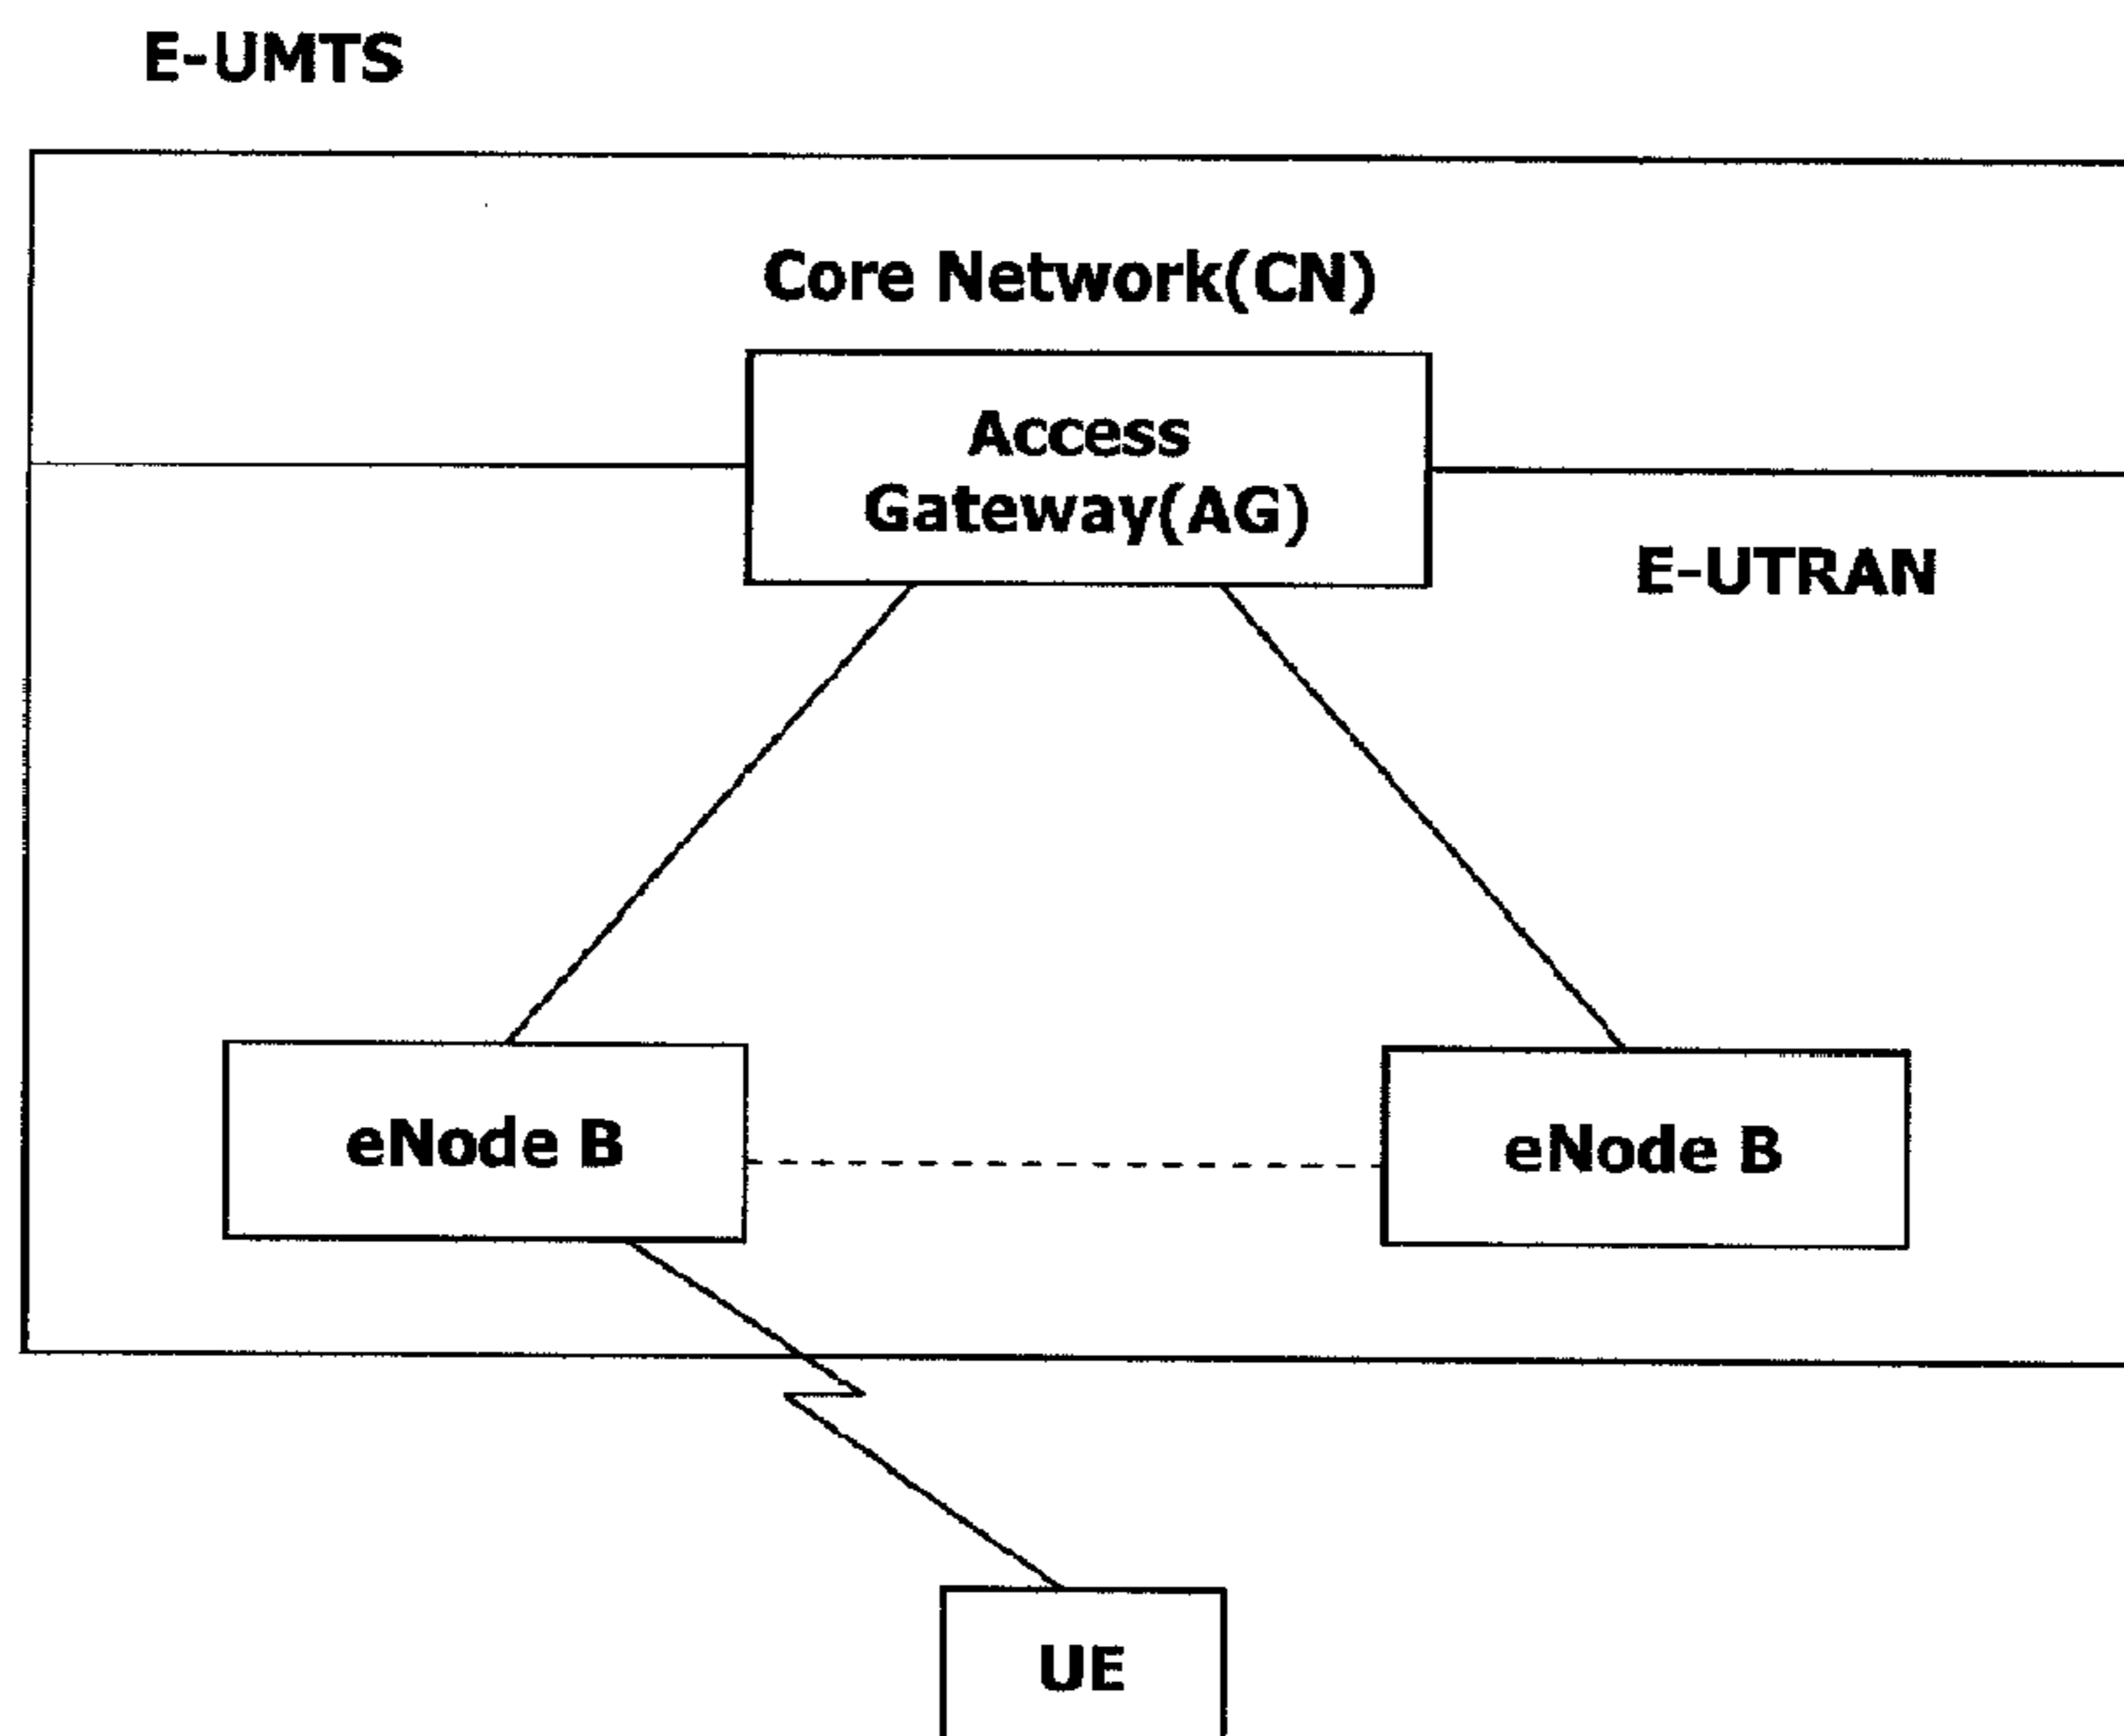 E-UMTS
Core Network(CN)
Access
Gateway(AG)
E-UTRAN
eNode B
eNode B
UE